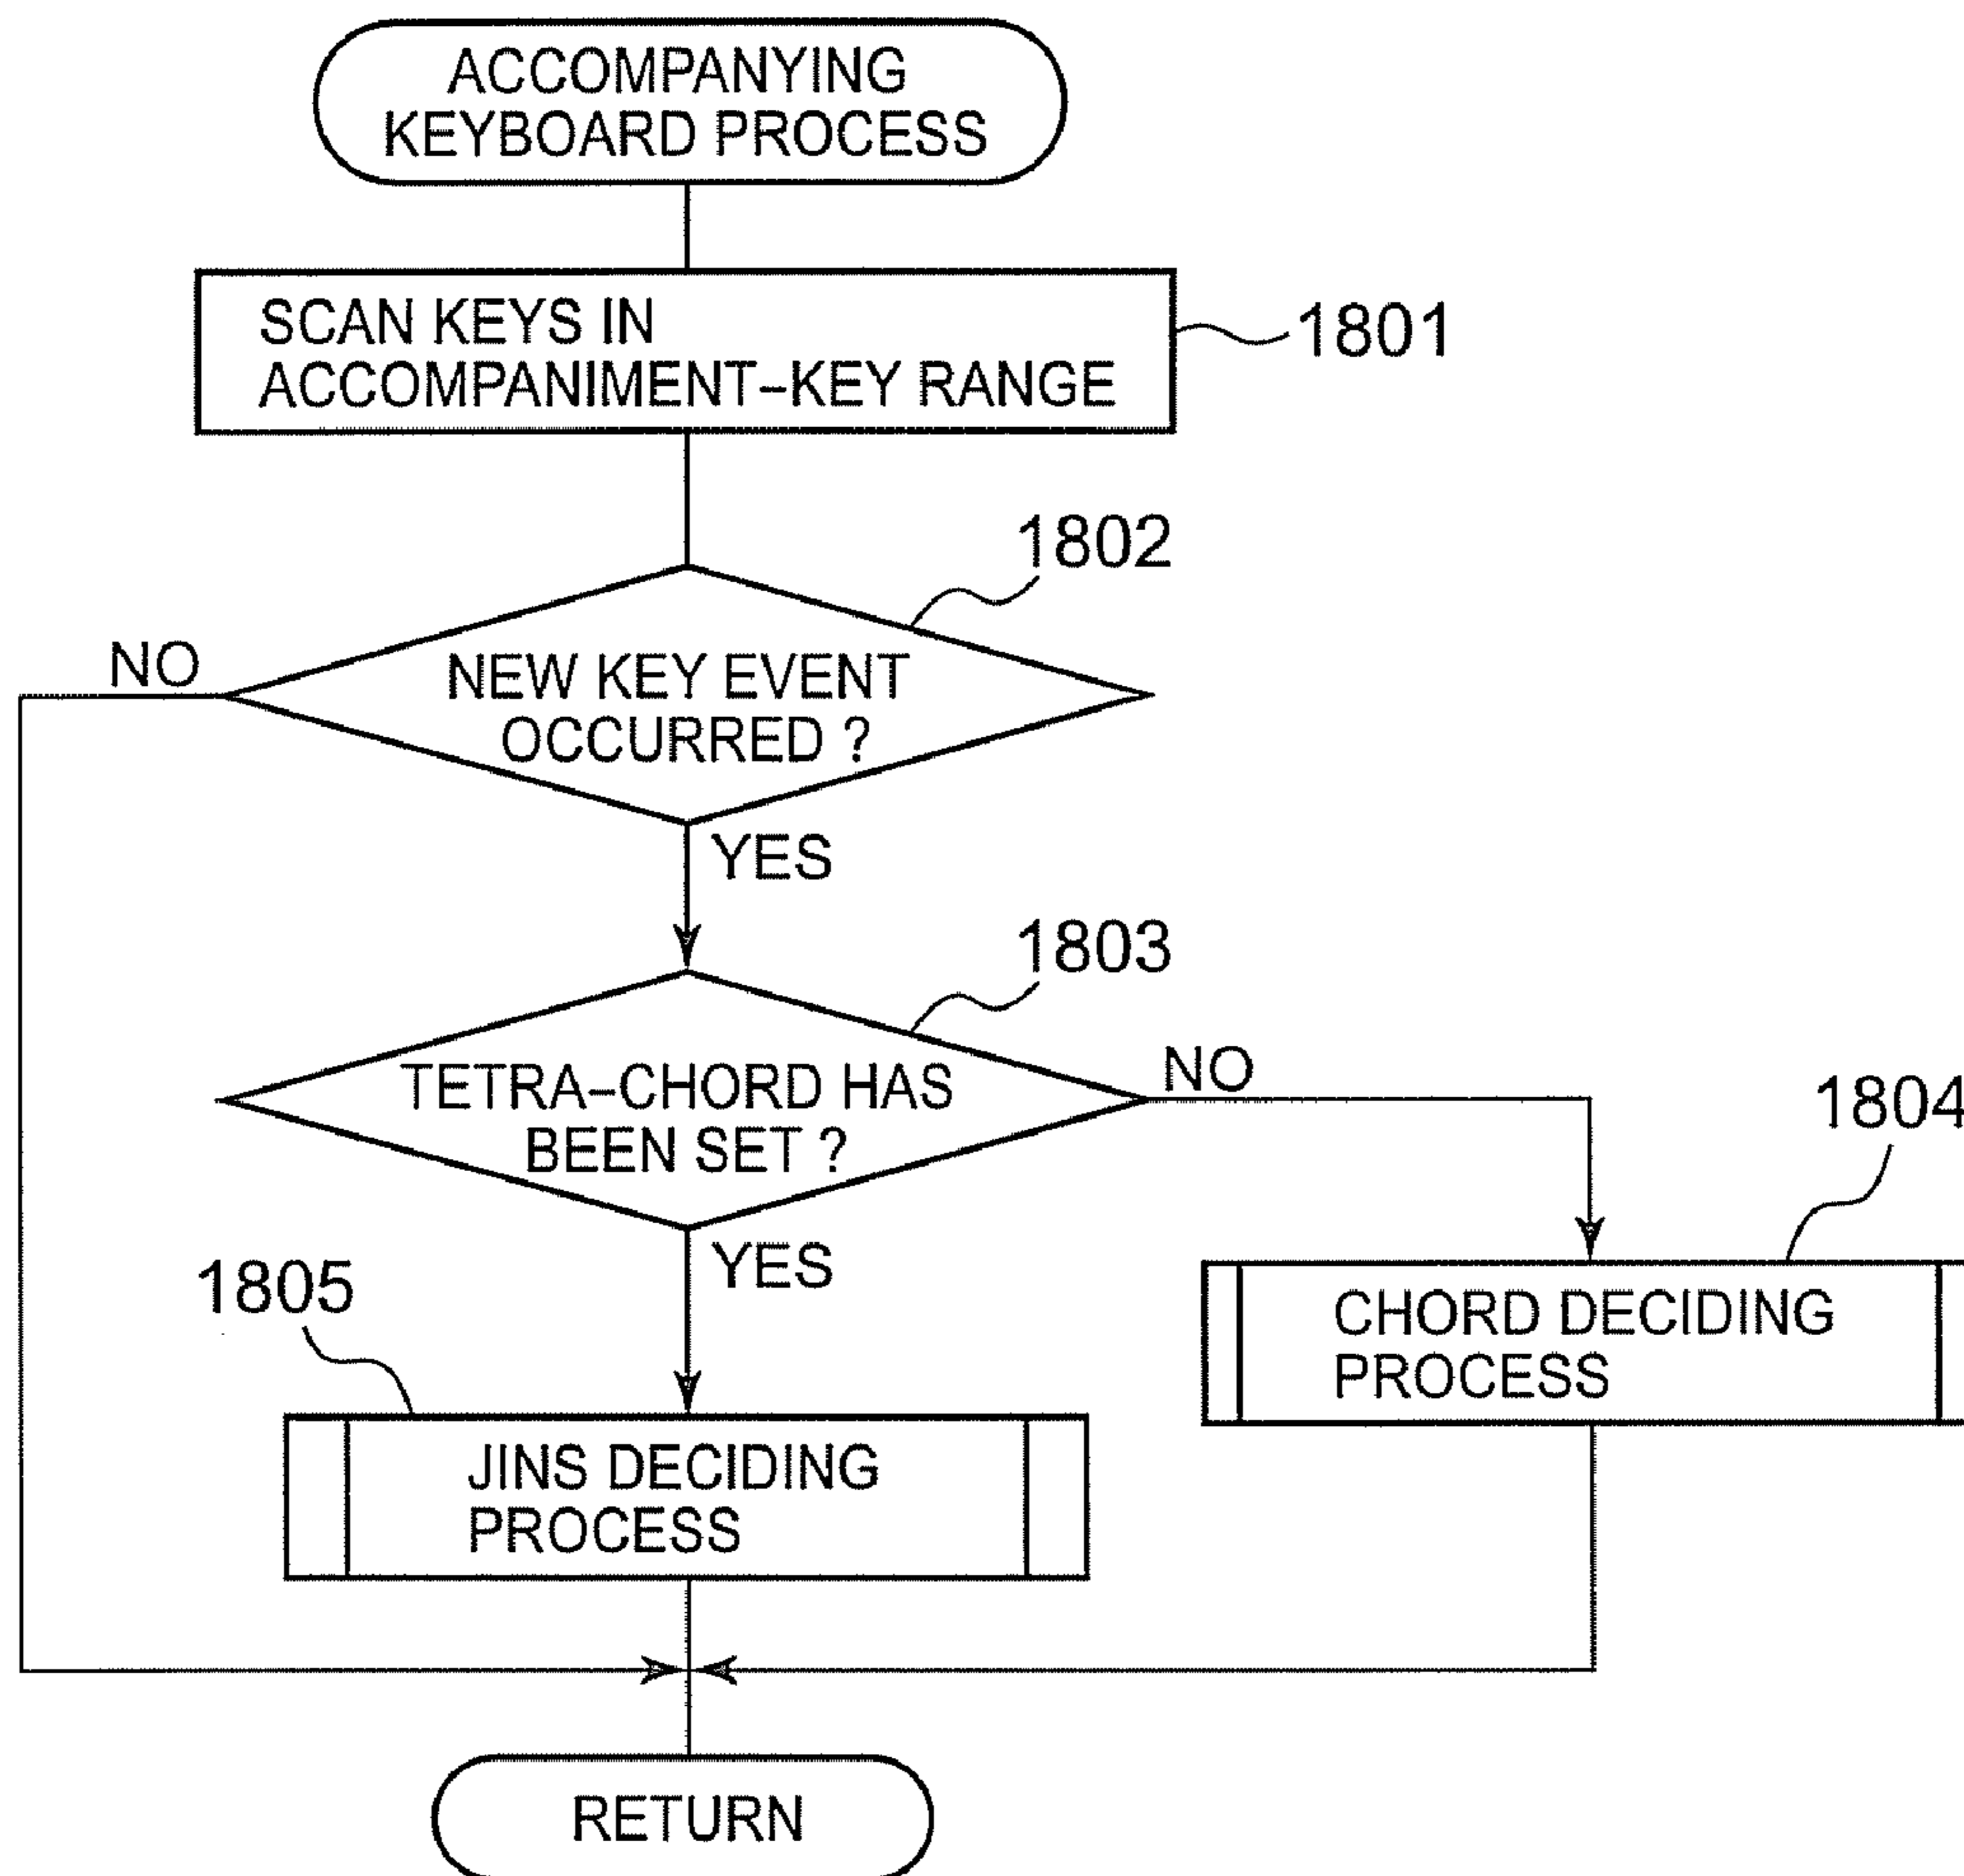 ACCOMPANYING
KEYBOARD PROCESS
SCAN KEYS IN
ACCOMPANIMENT-KEY RANGE
1801
1802
NO
NEW KEY EVENT
OCCURRED ?
YES
1803
TETRA-CHORD HAS
BEEN SET ?
NO
1804
YES
1805
CHORD DECIDING
PROCESS
JINS DECIDING
PROCESS
RETURN